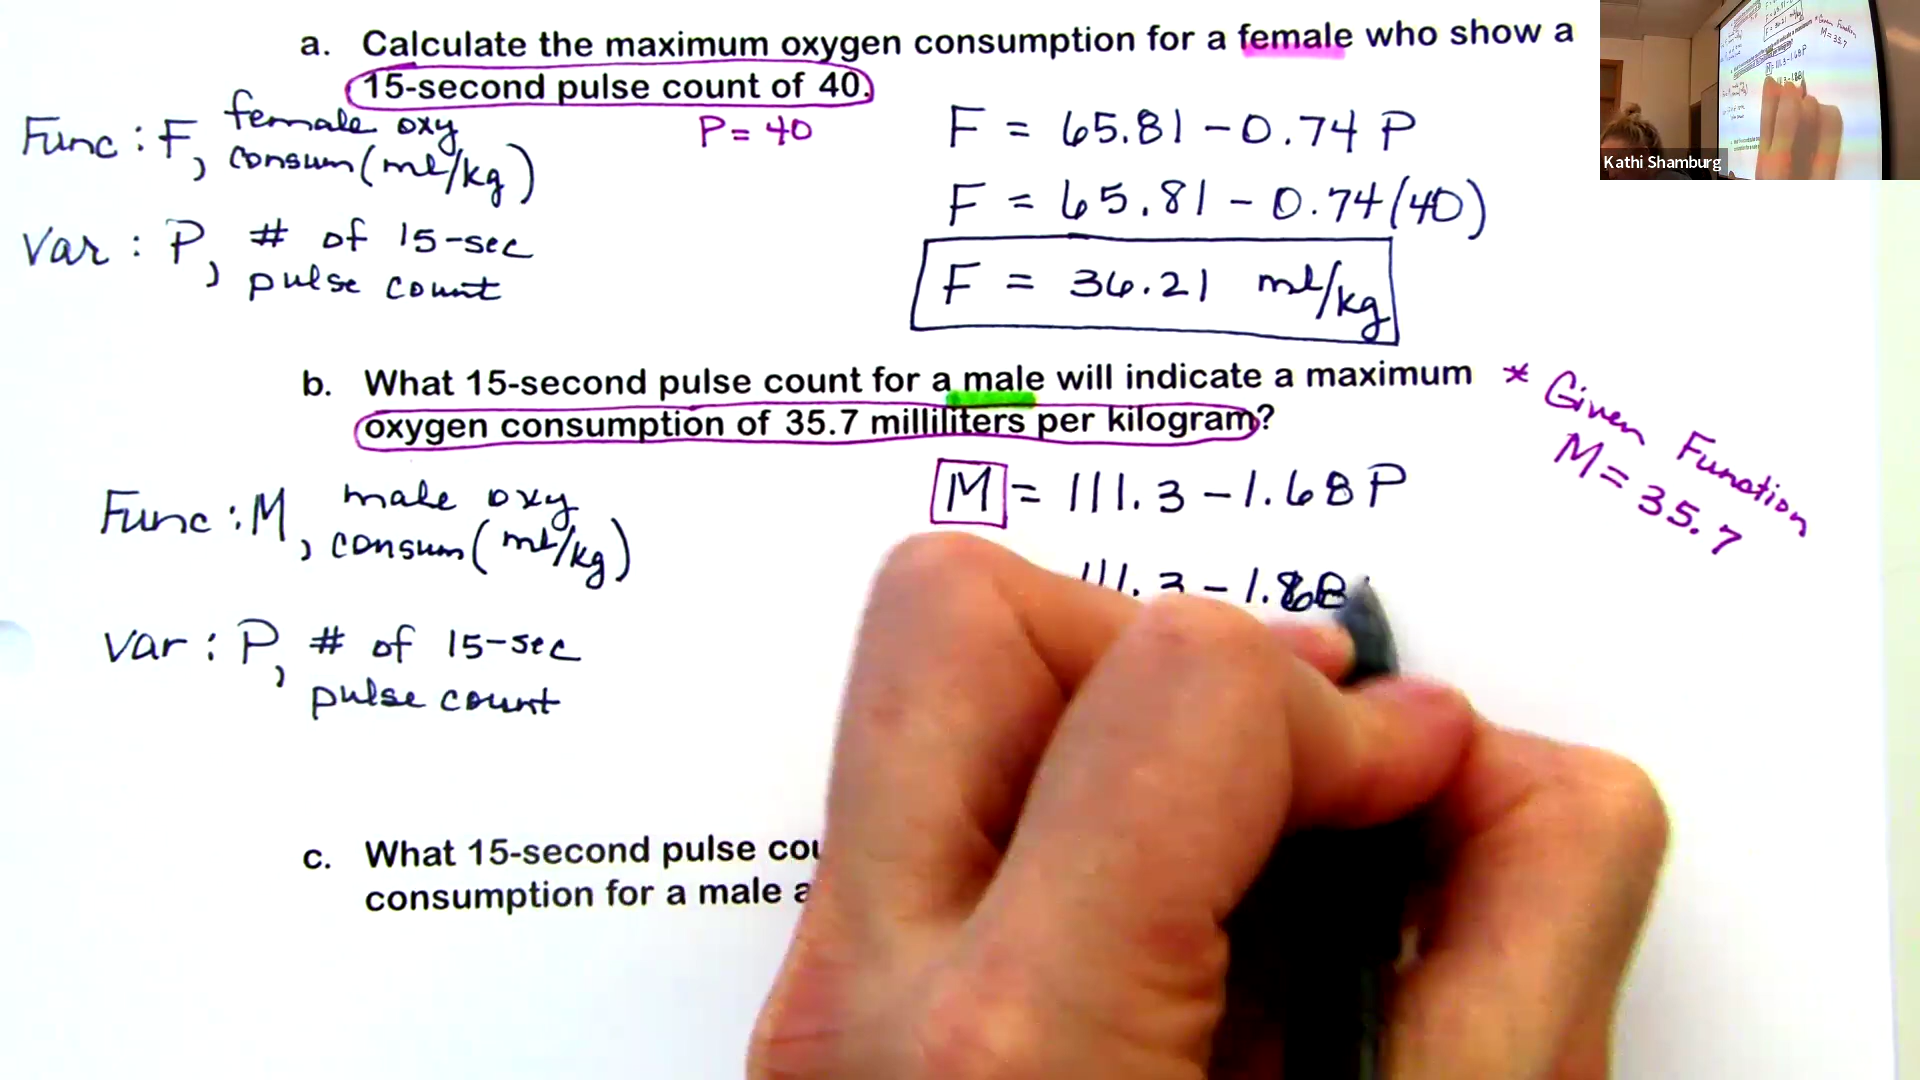 a. Calculate the maximum oxygen consumption for a female who show a
15-second pulse count of 40.
P = 40
Func : F, female oxy
consum (ml/kg)
Var : P, # of 15-sec
pulse count
F = 65.81 - 0.74 P
F = 65.81 - 0.74 (40)
F = 36.21 ml/kg
b. What 15-second pulse count for a male will indicate a maximum
oxygen consumption of 35.7 milliliters per kilogram?
* Given Function
M = 35.7
Func : M, male oxy
consum (ml/kg)
Var : P, # of 15-sec
pulse count
M = 111.3 - 1.68 P
111.3 - 1.68
c. What 15-second pulse
consumption for a male
Kathi Shamburg